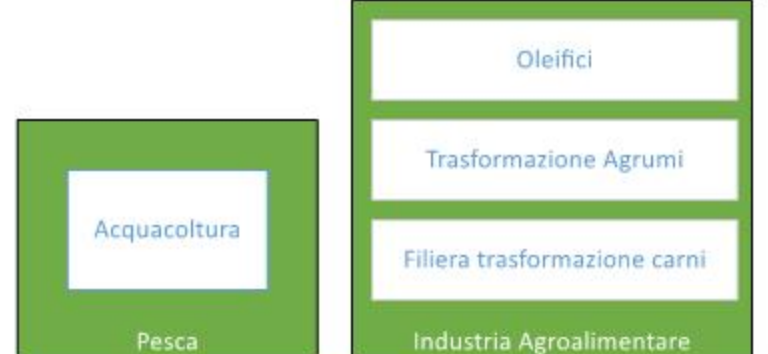 Acquacoltura
Pesca
Oleifici
Trasformazione Agrumi
Filiera trasformazione carni
Industria Agroalimentare